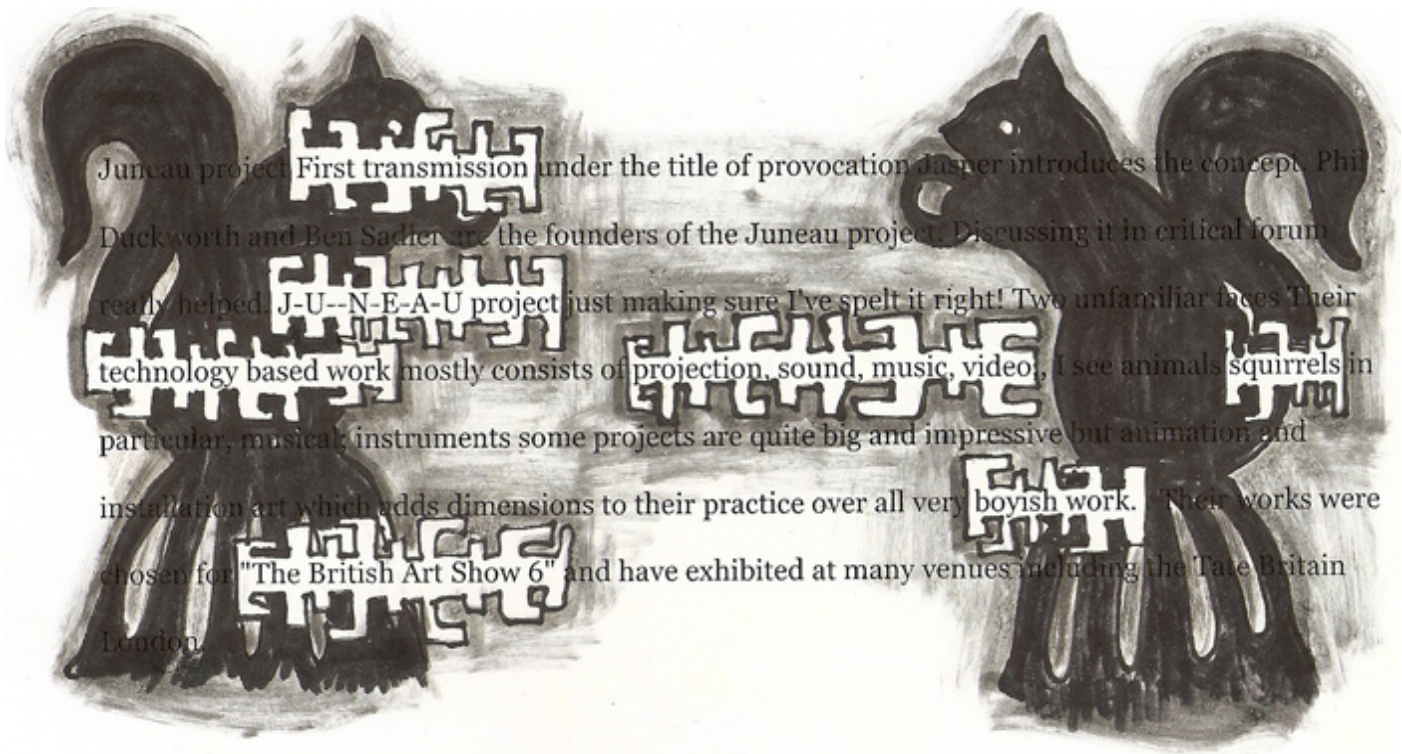 Juneau project First transmission under the title of provocation Jasper introduces the concept. Phil
Duckworth and Ben Sadler are the founders of the Juneau project. Discussing it in critical forum
really helped. J-U--N-E-A-U project just making sure I've spelt it right! Two unfamiliar faces Their
technology based work mostly consists of projection, sound, music, video., I see animals squirrels in
particular, musical; instruments some projects are quite big and impressive but animation and
installation art which adds dimensions to their practice over all very boyish work. Their works were
chosen for "The British Art Show 6" and have exhibited at many venues including the Tate Britain
London.